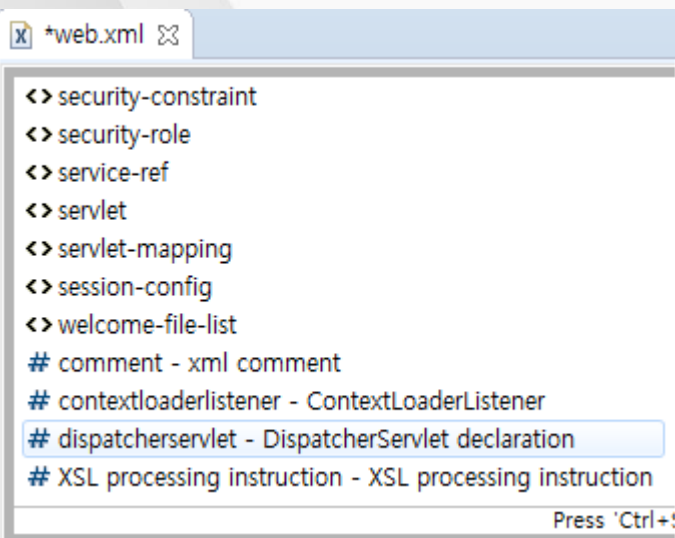 *web.xml
<> security-constraint
<> security-role
<> service-ref
<> servlet
<> servlet-mapping
<> session-config
<> welcome-file-list
# comment - xml comment
# contextloaderlistener - ContextLoaderListener
# dispatcherservlet - DispatcherServlet declaration
# XSL processing instruction - XSL processing instruction
Press 'Ctrl+